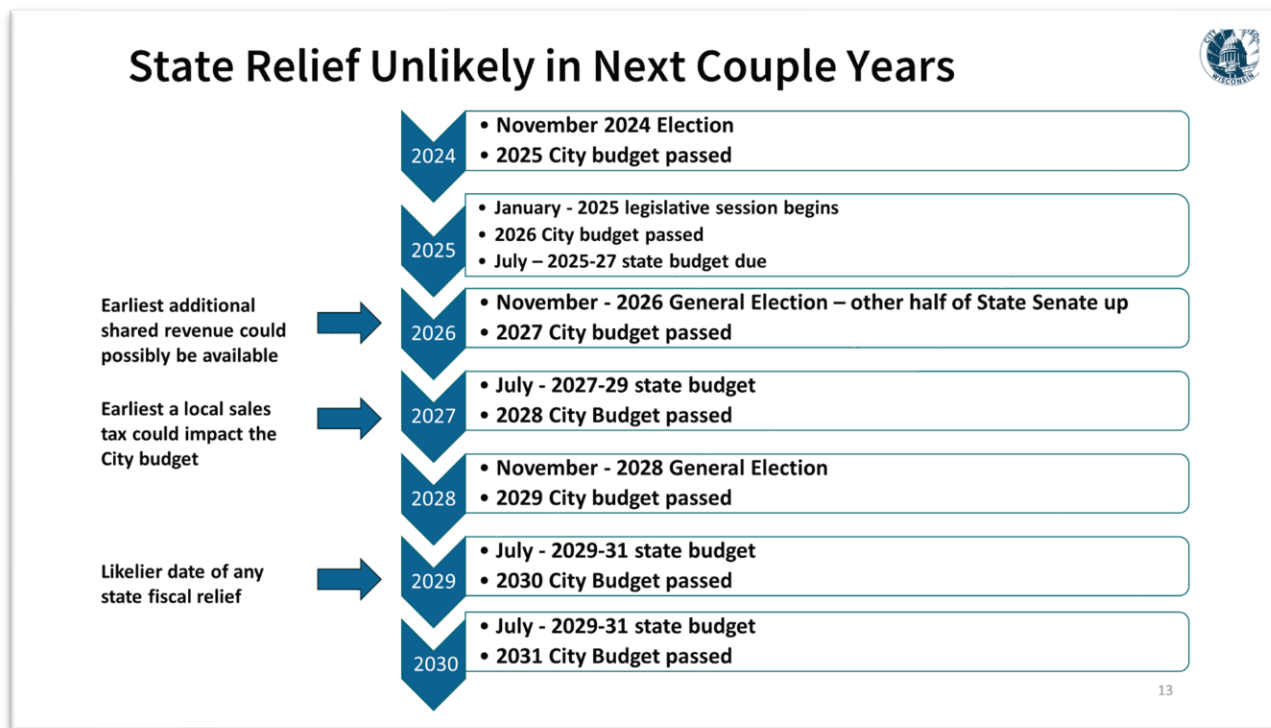 State Relief Unlikely in Next Couple Years
WISCONSIN
2024
• November 2024 Election
• 2025 City budget passed
2025
• January - 2025 legislative session begins
• 2026 City budget passed
• July – 2025-27 state budget due
Earliest additional
shared revenue could
possibly be available
2026
• November - 2026 General Election – other half of State Senate up
• 2027 City budget passed
Earliest a local sales
tax could impact the
City budget
2027
• July - 2027-29 state budget
• 2028 City Budget passed
2028
• November - 2028 General Election
• 2029 City budget passed
Likelier date of any
state fiscal relief
2029
• July - 2029-31 state budget
• 2030 City Budget passed
2030
• July - 2029-31 state budget
• 2031 City Budget passed
13